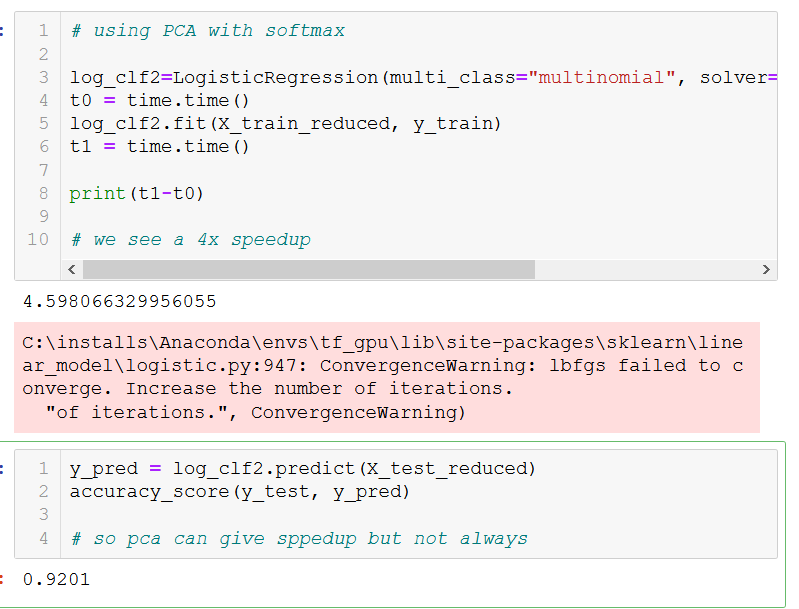 1 # using PCA with softmax
2
3 log_clf2=LogisticRegression(multi_class="multinomial", solver=
4 t0 = time.time()
5 log_clf2.fit(X_train_reduced, y_train)
6 t1 = time.time()
7
8 print(t1-t0)
9
10 # we see a 4x speedup
4.598066329956055
C:\installs\Anaconda\envs\tf_gpu\lib\site-packages\sklearn\line
ar_model\logistic.py:947: ConvergenceWarning: lbfgs failed to c
onverge. Increase the number of iterations.
"of iterations.", ConvergenceWarning)
1 y_pred = log_clf2.predict(X_test_reduced)
2 accuracy_score(y_test, y_pred)
3
4 # so pca can give sppedup but not always
0.9201